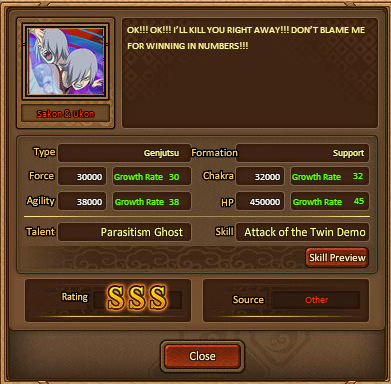 OK!!! OK!!! I'LL KILL YOU RIGHT AWAY!!! DON'T BLAME ME
FOR WINNING IN NUMBERS!!!
Sakon & Ukon
Type Genjutsu Formation Support
Force 30000 Growth Rate 30 Chakra 32000 Growth Rate 32
Agility 38000 Growth Rate 38 HP 450000 Growth Rate 45
Talent Parasitism Ghost Skill Attack of the Twin Demo
Skill Preview
Rating SSS Source Other
Close